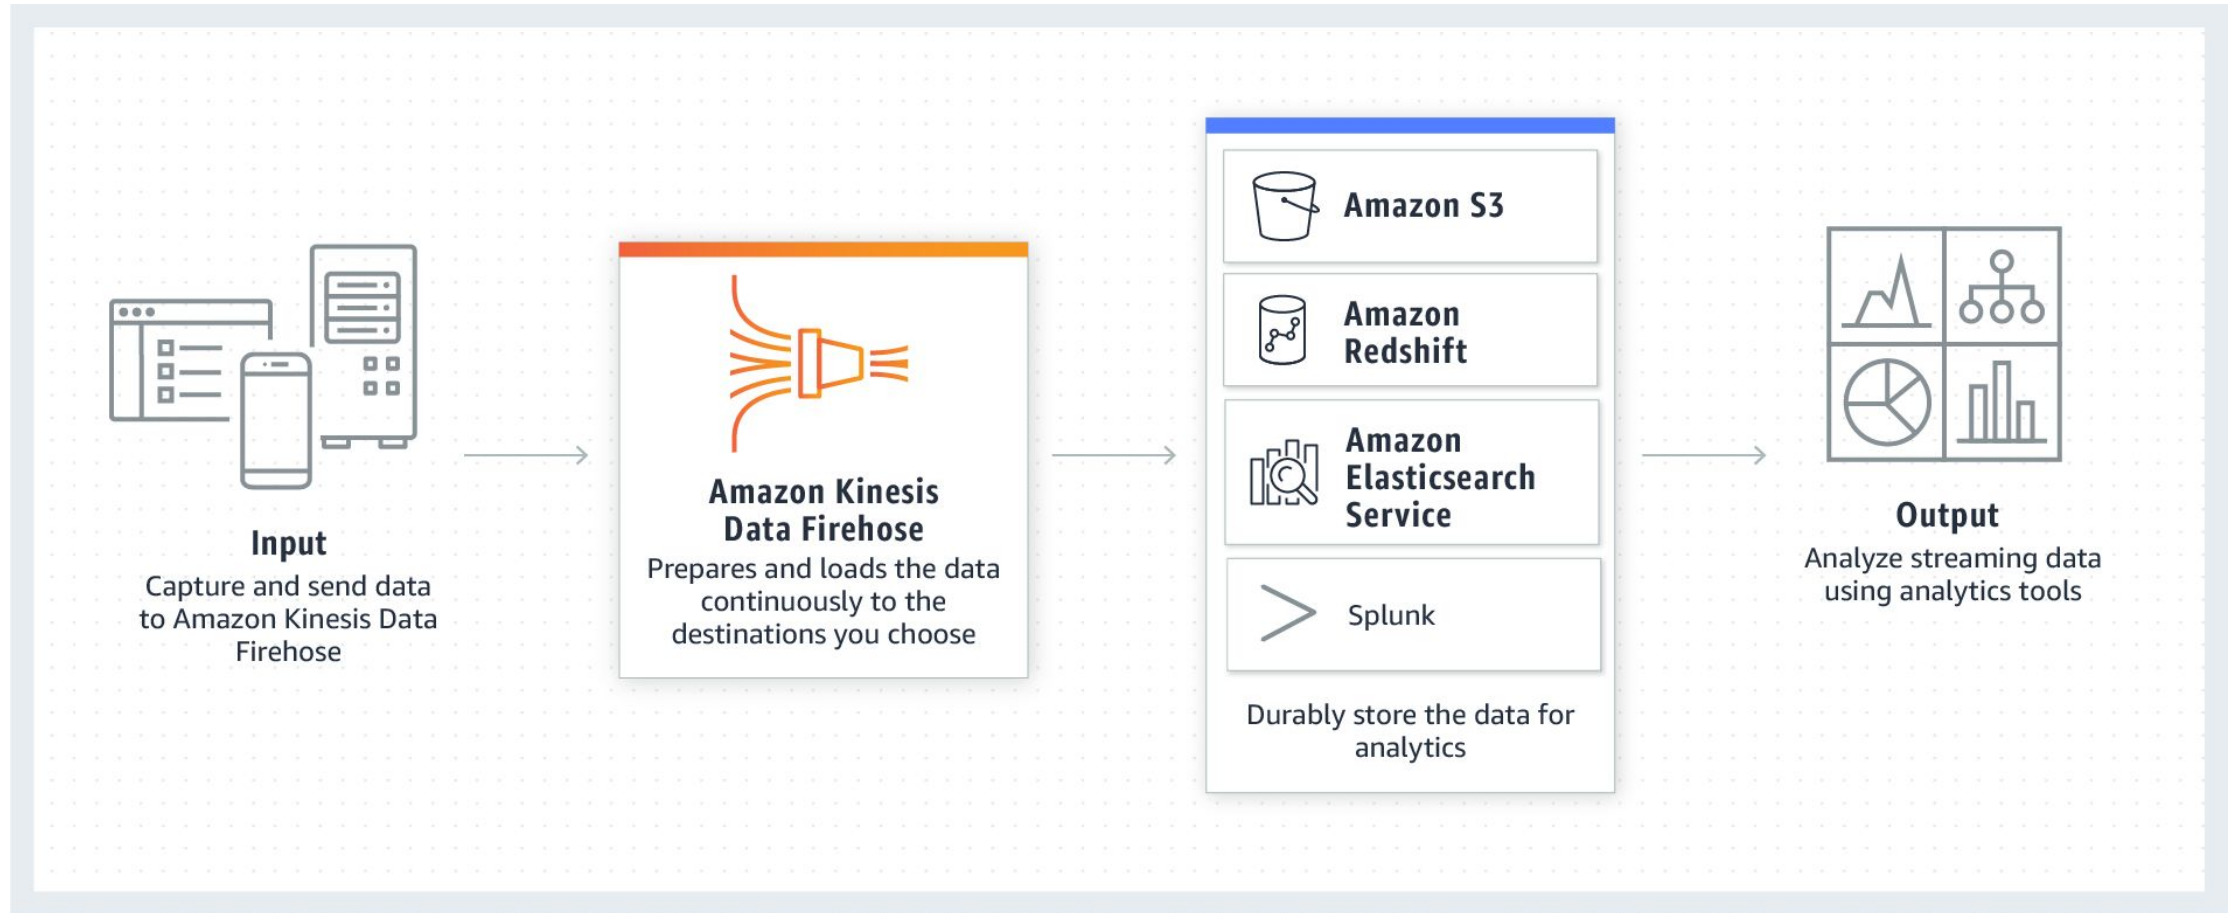 Input
Capture and send data
to Amazon Kinesis Data
Firehose
Amazon Kinesis
Data Firehose
Prepares and loads the data
continuously to the
destinations you choose
Amazon S3
Amazon
Redshift
Amazon
Elasticsearch
Service
Splunk
Durably store the data for
analytics
Output
Analyze streaming data
using analytics tools